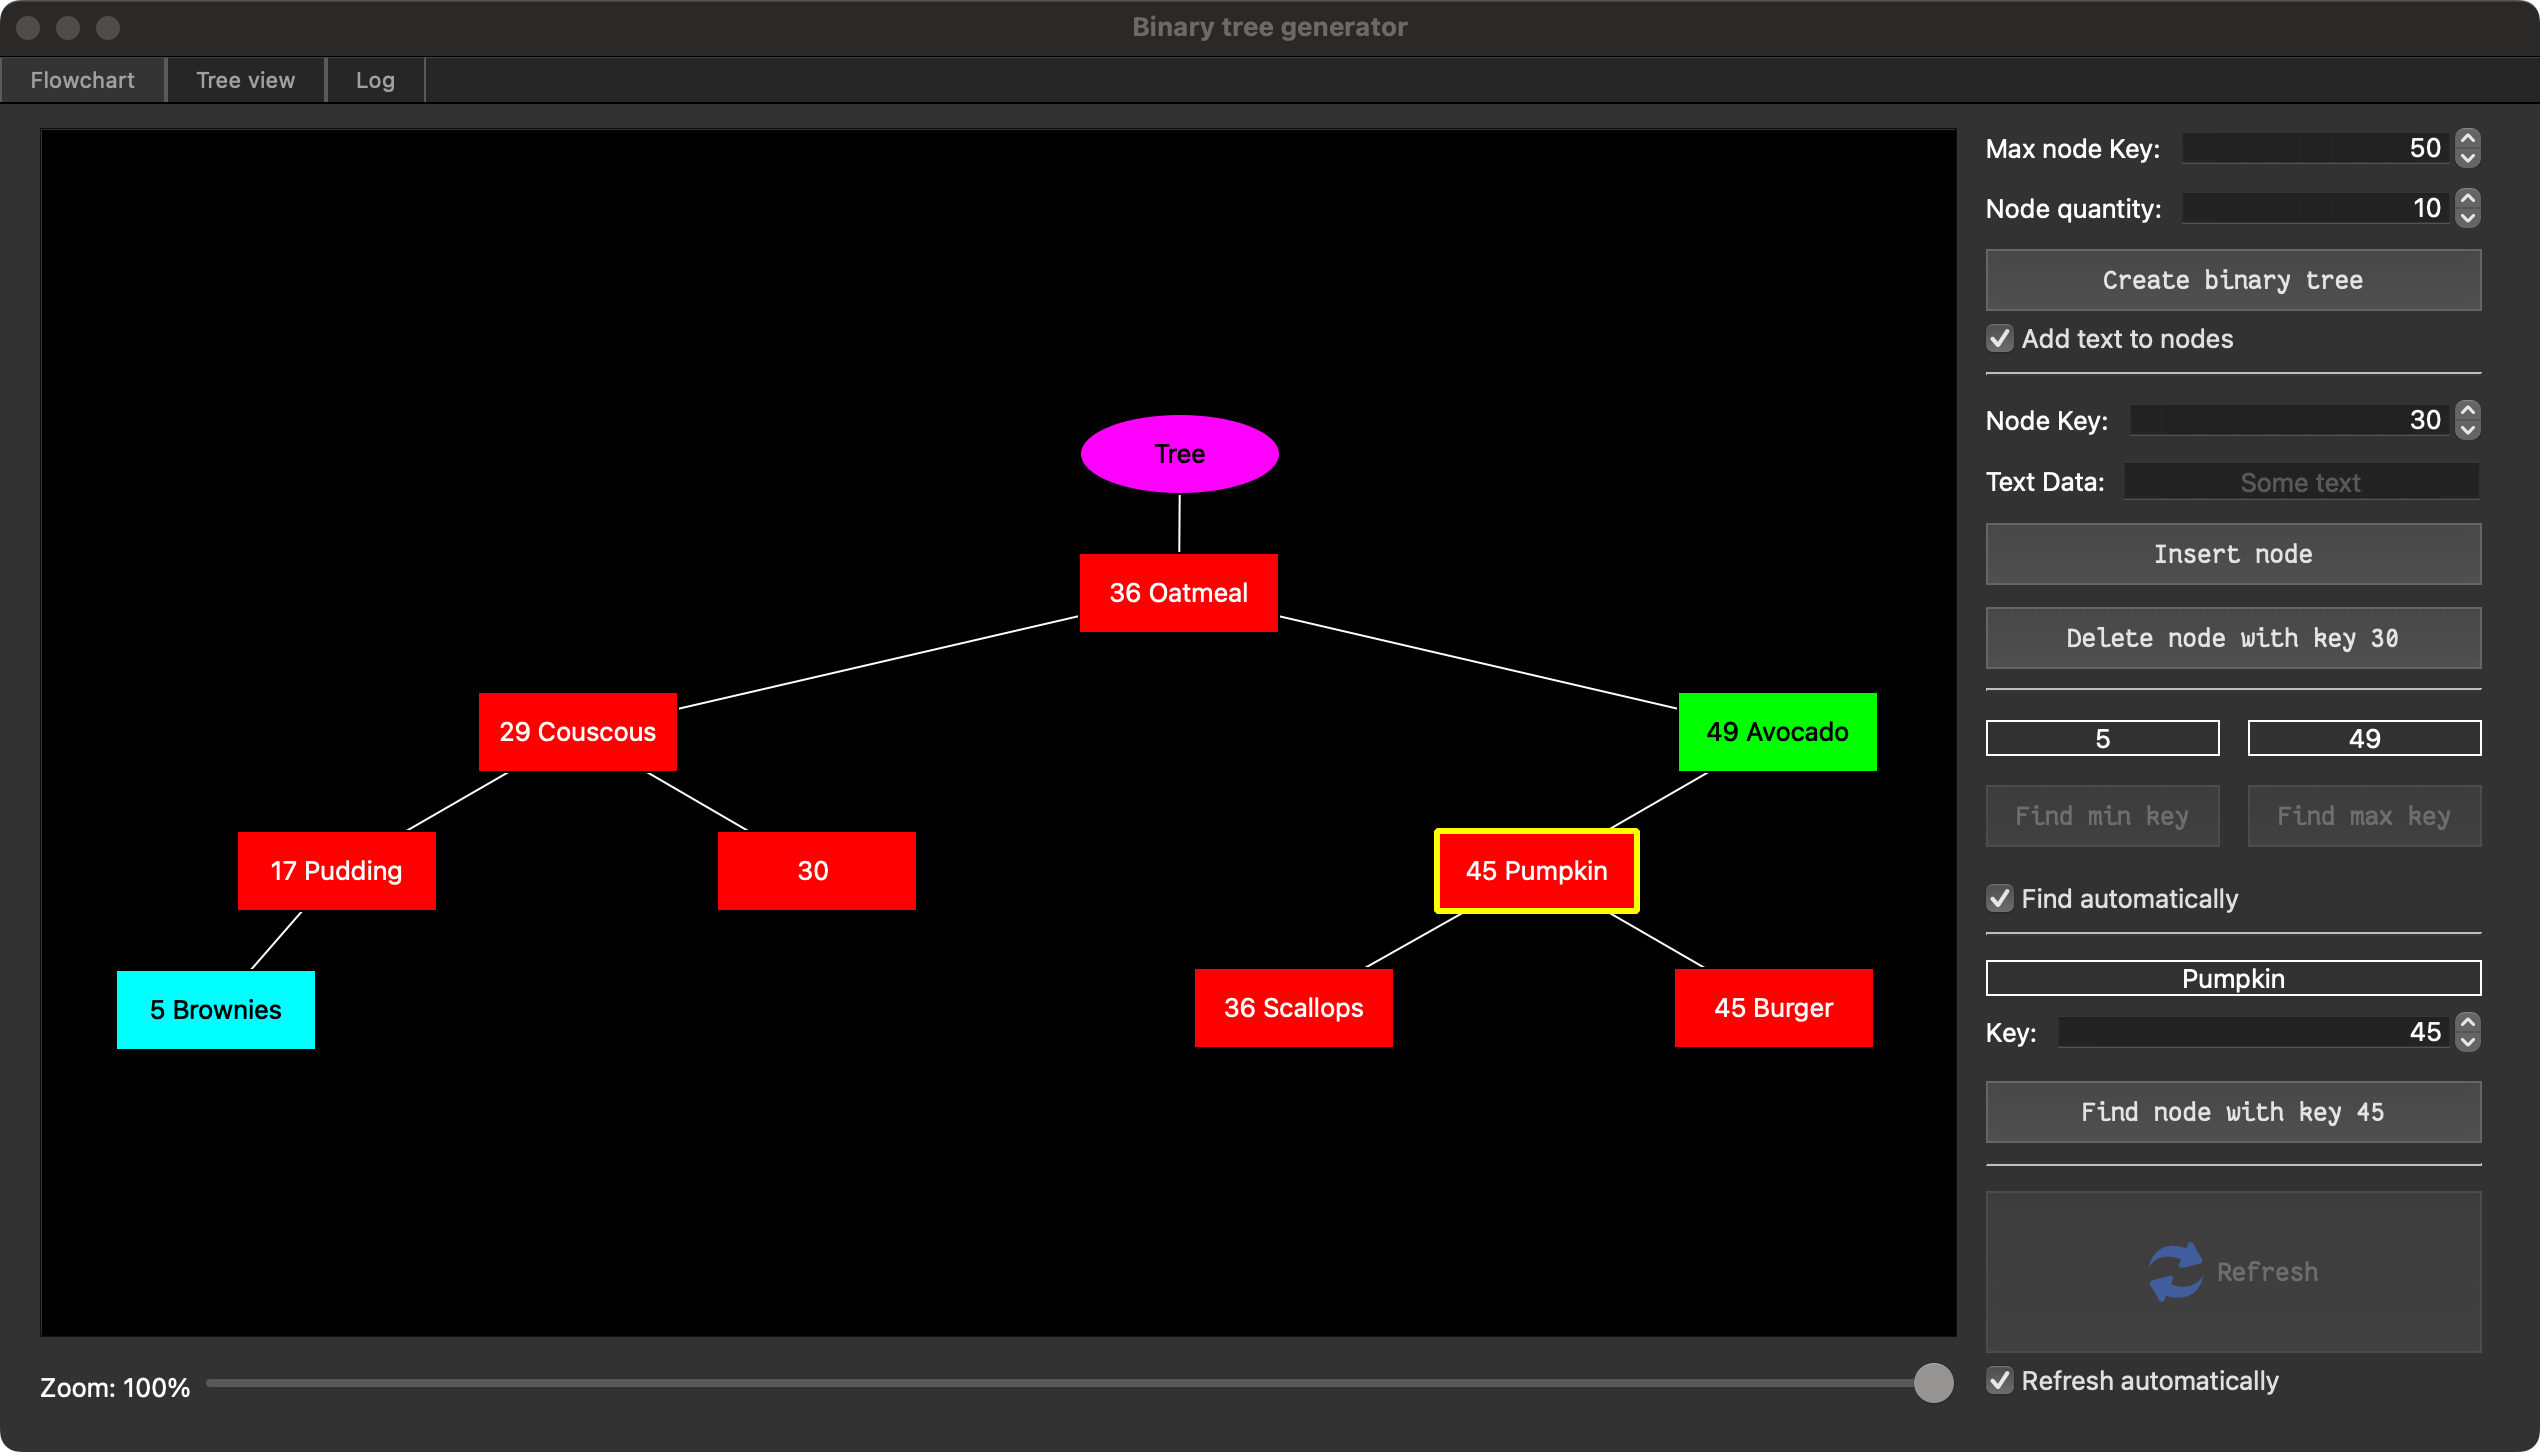 Binary tree generator
Flowchart
Tree view
Log
Tree
36 Oatmeal
29 Couscous
49 Avocado
17 Pudding
30
45 Pumpkin
5 Brownies
36 Scallops
45 Burger
Zoom: 100%
Max node Key: 50
Node quantity: 10
Create binary tree
Add text to nodes
Node Key: 30
Text Data: Some text
Insert node
Delete node with key 30
5
49
Find min key
Find max key
Find automatically
Pumpkin
Key: 45
Find node with key 45
Refresh
Refresh automatically